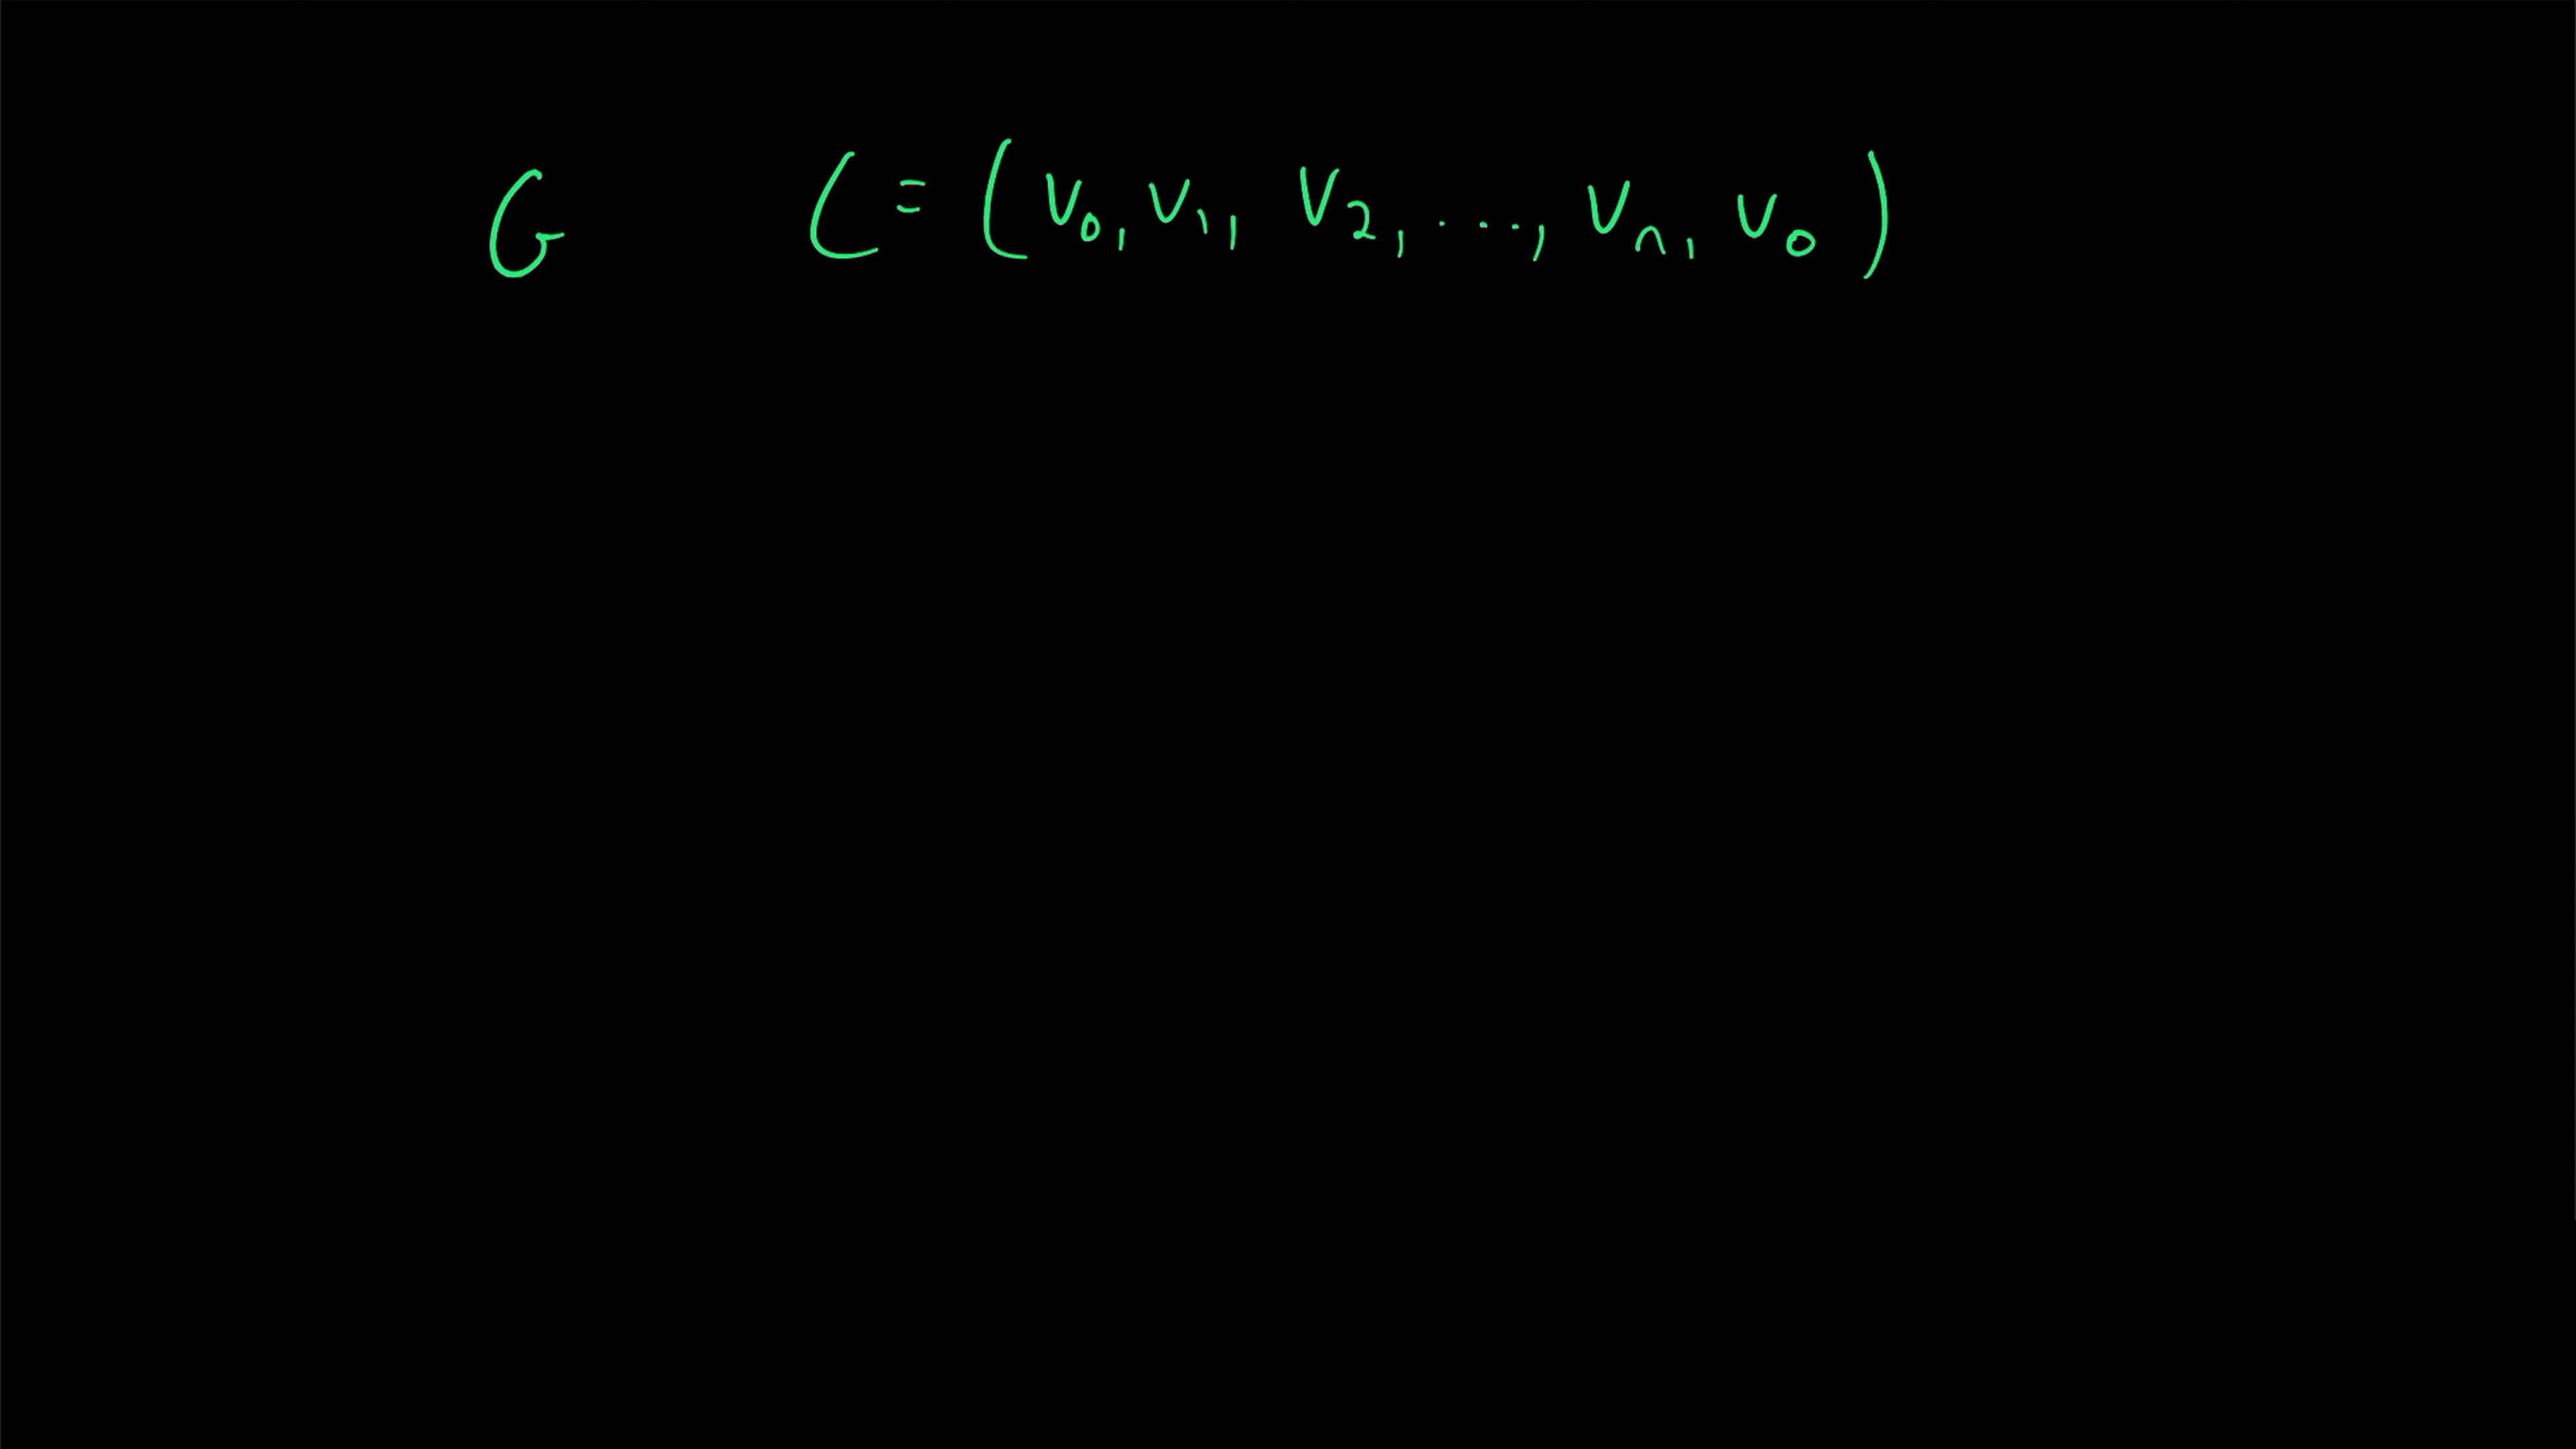 G C = (v₀, v₁, v₂, ..., vₙ, v₀)